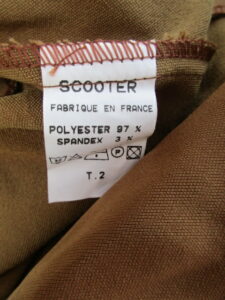 SCOOTER
FABRIQUE EN FRANCE
POLYESTER 97 %
SPANDEX 3 %
T.2